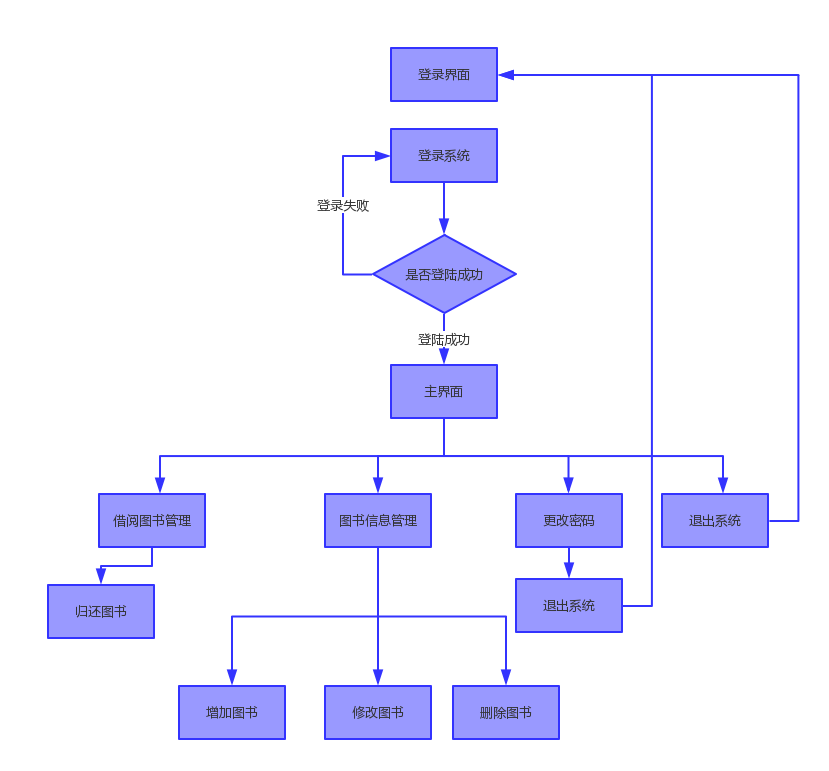 登录界面
登录系统
登录失败
是否登陆成功
登陆成功
主界面
借阅图书管理
图书信息管理
更改密码
退出系统
归还图书
退出系统
增加图书
修改图书
删除图书